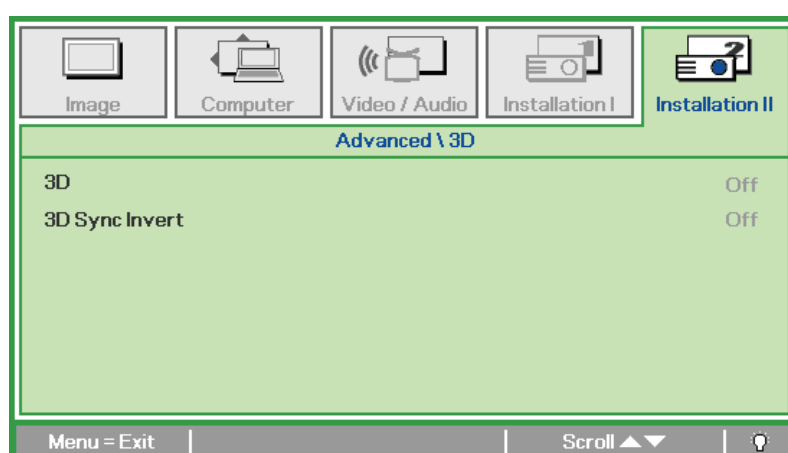 Image Computer Video / Audio Installation I Installation II
Advanced \ 3D
3D Off
3D Sync Invert Off
Menu = Exit Scroll ▲▼